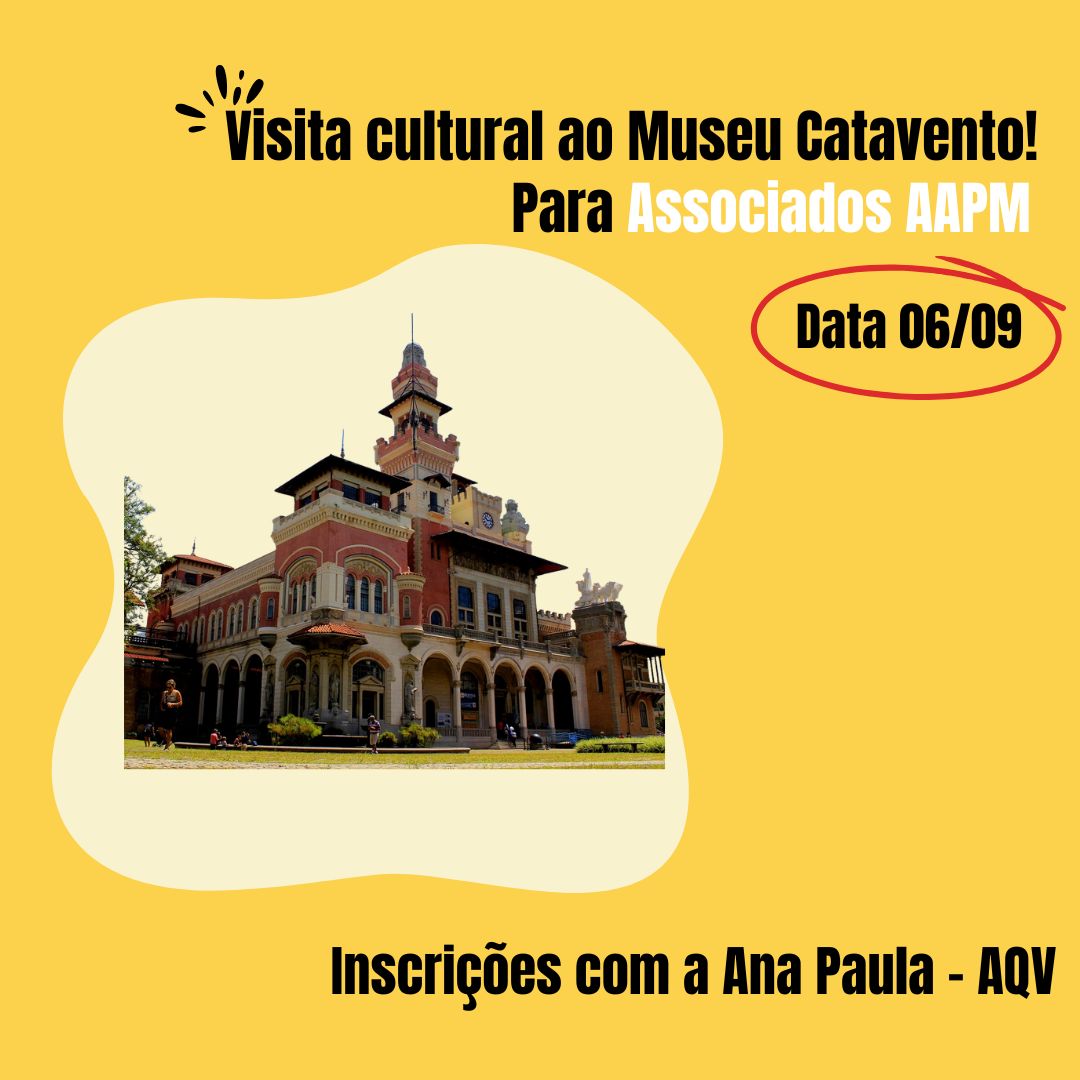 Visita cultural ao Museu Catavento!
Para Associados AAPM
Data 06/09
Inscrições com a Ana Paula - AQV